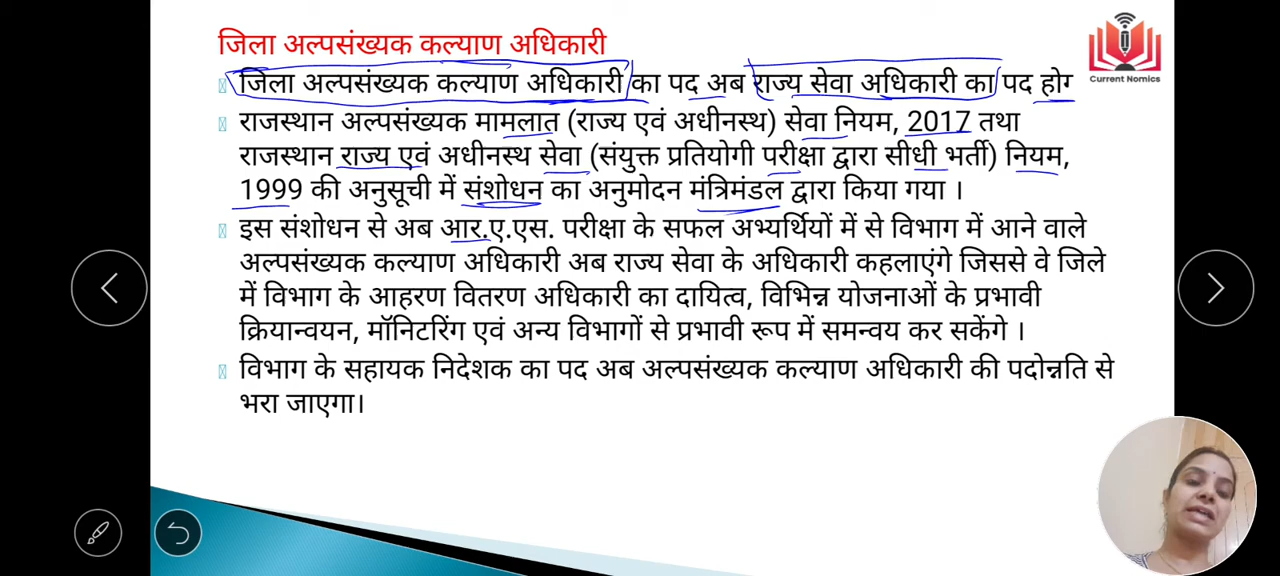 जिला अल्पसंख्यक कल्याण अधिकारी
जिला अल्पसंख्यक कल्याण अधिकारी का पद अब राज्य सेवा अधिकारी का पद होग
राजस्थान अल्पसंख्यक मामलात (राज्य एवं अधीनस्थ) सेवा नियम, 2017 तथा
राजस्थान राज्य एवं अधीनस्थ सेवा (संयुक्त प्रतियोगी परीक्षा द्वारा सीधी भर्ती) नियम,
1999 की अनुसूची में संशोधन का अनुमोदन मंत्रिमंडल द्वारा किया गया ।
इस संशोधन से अब आर.ए.एस. परीक्षा के सफल अभ्यर्थियों में से विभाग में आने वाले
अल्पसंख्यक कल्याण अधिकारी अब राज्य सेवा के अधिकारी कहलाएंगे जिससे वे जिले
में विभाग के आहरण वितरण अधिकारी का दायित्व, विभिन्न योजनाओं के प्रभावी
क्रियान्वयन, मॉनिटरिंग एवं अन्य विभागों से प्रभावी रूप में समन्वय कर सकेंगे ।
विभाग के सहायक निदेशक का पद अब अल्पसंख्यक कल्याण अधिकारी की पदोन्नति से
भरा जाएगा।
Current Nomics